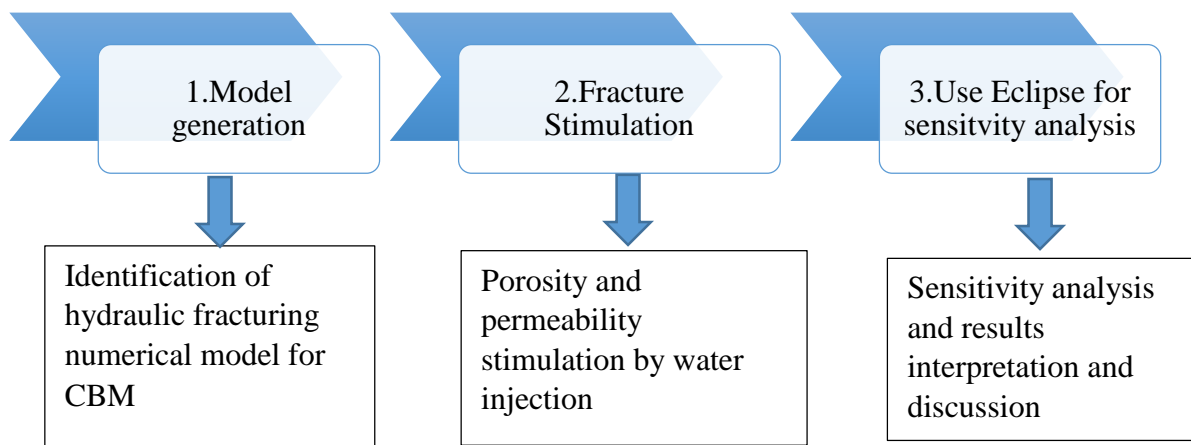 1.Model
generation
2.Fracture
Stimulation
3.Use Eclipse for
sensitvity analysis
Identification of
hydraulic fracturing
numerical model for
CBM
Porosity and
permeability
stimulation by water
injection
Sensitivity analysis
and results
interpretation and
discussion